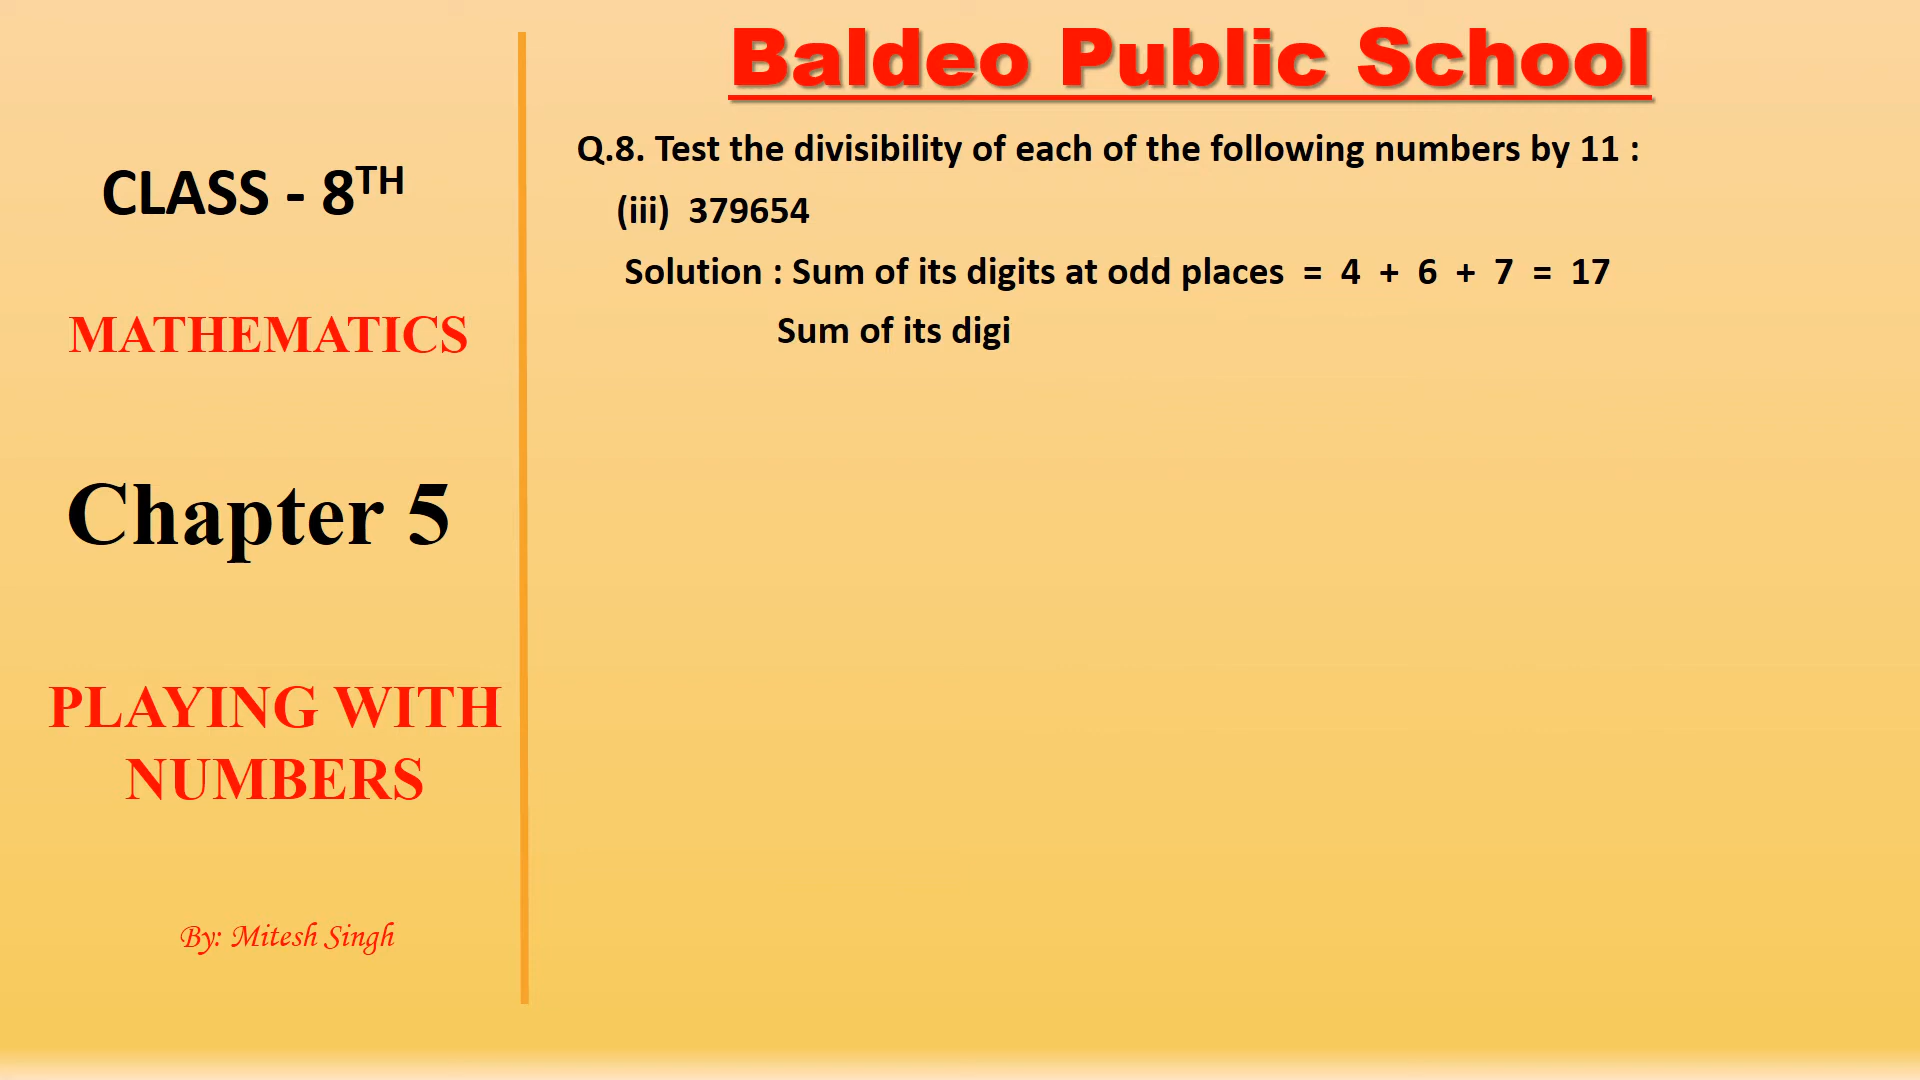 Baldeo Public School
CLASS - 8TH
MATHEMATICS
Chapter 5
PLAYING WITH
NUMBERS
By: Mitesh Singh
Q.8. Test the divisibility of each of the following numbers by 11 :
(iii) 379654
Solution : Sum of its digits at odd places = 4 + 6 + 7 = 17
Sum of its digi